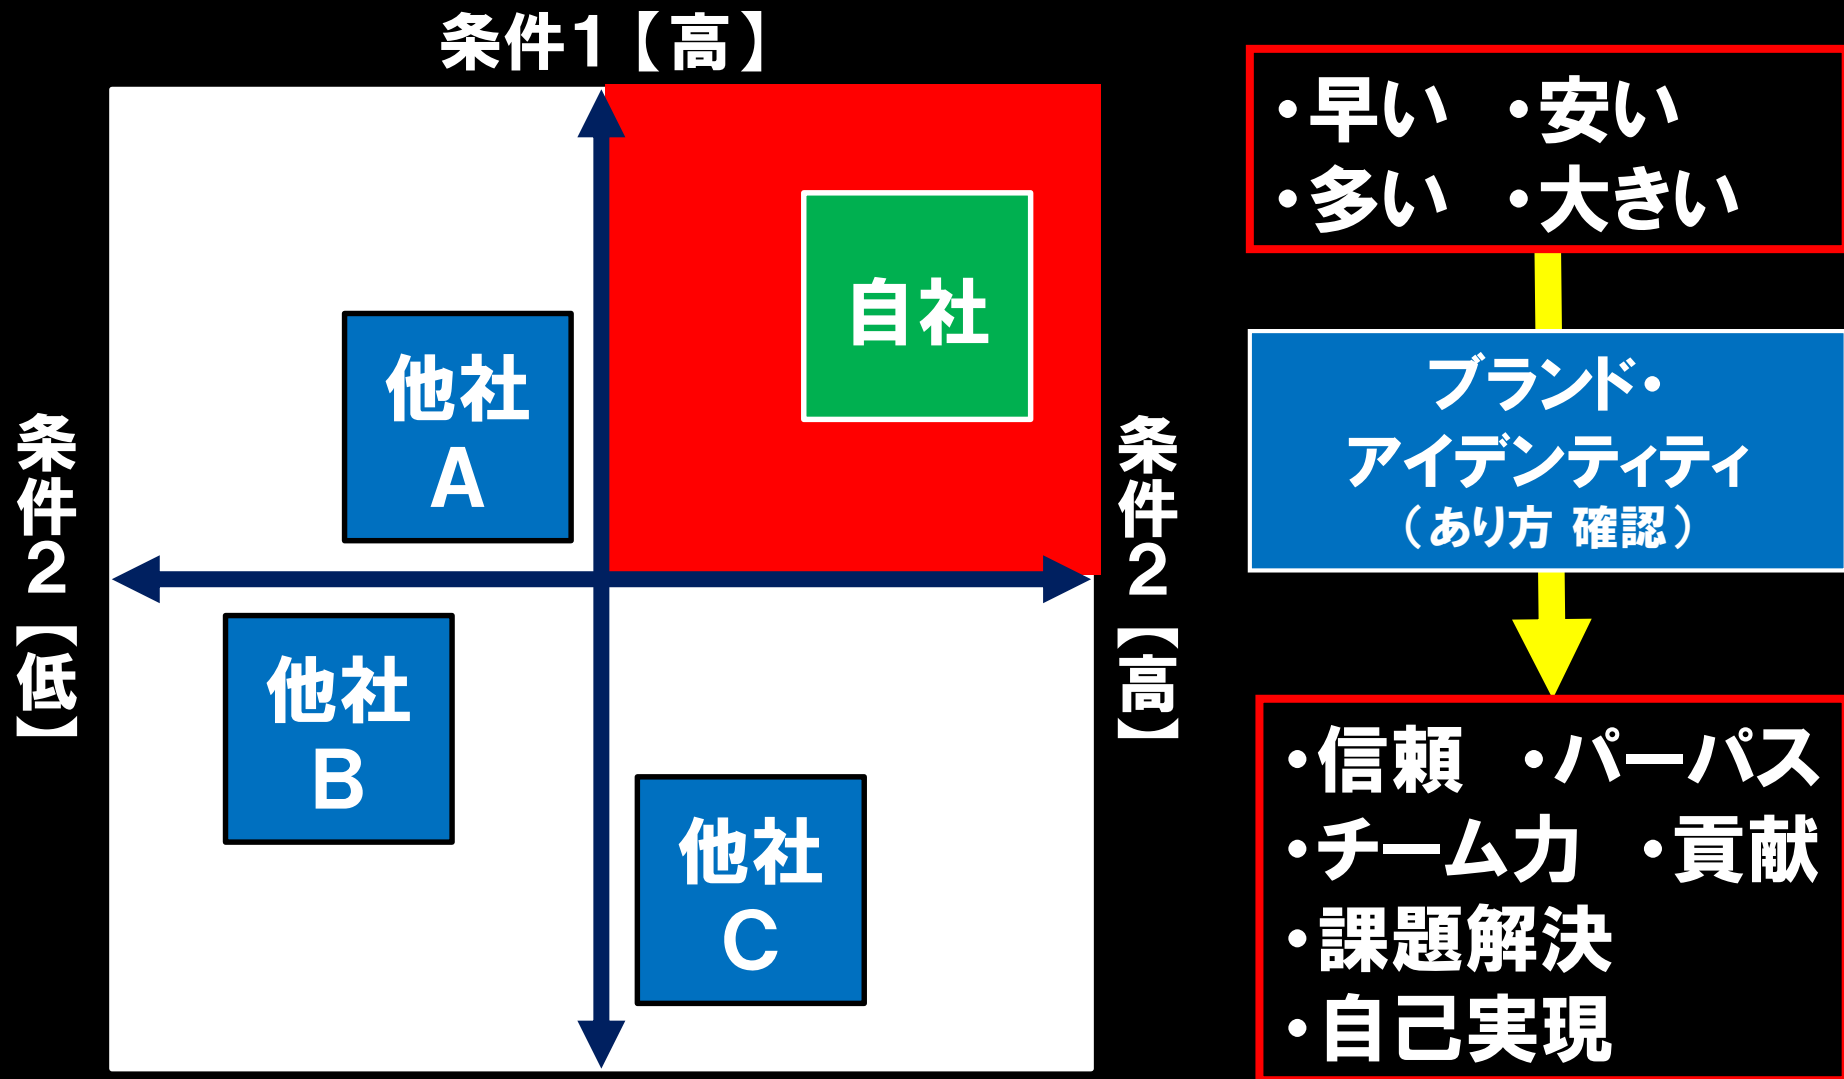 条件1【高】
条件2【低】
自社
他社
A
他社
B
他社
C
条件2【高】
・早い ・安い
・多い ・大きい
ブランド・
アイデンティティ
（あり方 確認）
・信頼 ・パーパス
・チーム力 ・貢献
・課題解決
・自己実現